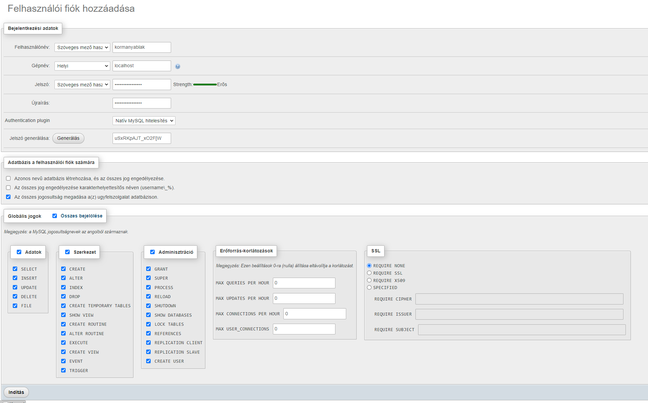 Felhasználói fiók hozzáadása
Bejelentkezési adatok
Felhasználónév: Szöveges mező hasz kormanyablak
Gépnév: Helyi localhost
Jelszó: Szöveges mező hasz Strength: Erős
Újraírás:
Authentication plugin Natív MySQL hitelesítés
Jelszó generálása: Generálás
Adatbázis a felhasználói fiók számára
Azonos nevű adatbázis létrehozása, és az összes jog engedélyezése.
Az összes jog engedélyezése karakterhelyettesítős néven (username\_%).
Az összes jogosultság megadása a(z) ugyfelszolgalat adatbázison.
Globális jogok Összes bejelölése
Megjegyzés: a MySQL jogosultságnevek az angolból származnak.
Adatok
SELECT
INSERT
UPDATE
DELETE
FILE
Szerkezet
CREATE
ALTER
INDEX
DROP
CREATE TEMPORARY TABLES
SHOW VIEW
CREATE ROUTINE
ALTER ROUTINE
EXECUTE
CREATE VIEW
EVENT
TRIGGER
Adminisztráció
GRANT
SUPER
PROCESS
RELOAD
SHUTDOWN
SHOW DATABASES
LOCK TABLES
REFERENCES
REPLICATION CLIENT
REPLICATION SLAVE
CREATE USER
Erőforrás-korlátozások
Megjegyzés: Ezen beállítások 0-ra (nulla) állítása eltávolítja a korlátozást.
MAX QUERIES PER HOUR 0
MAX UPDATES PER HOUR 0
MAX CONNECTIONS PER HOUR 0
MAX USER_CONNECTIONS 0
SSL
REQUIRE NONE
REQUIRE SSL
REQUIRE X509
SPECIFIED
REQUIRE CIPHER
REQUIRE ISSUER
REQUIRE SUBJECT
Indítás